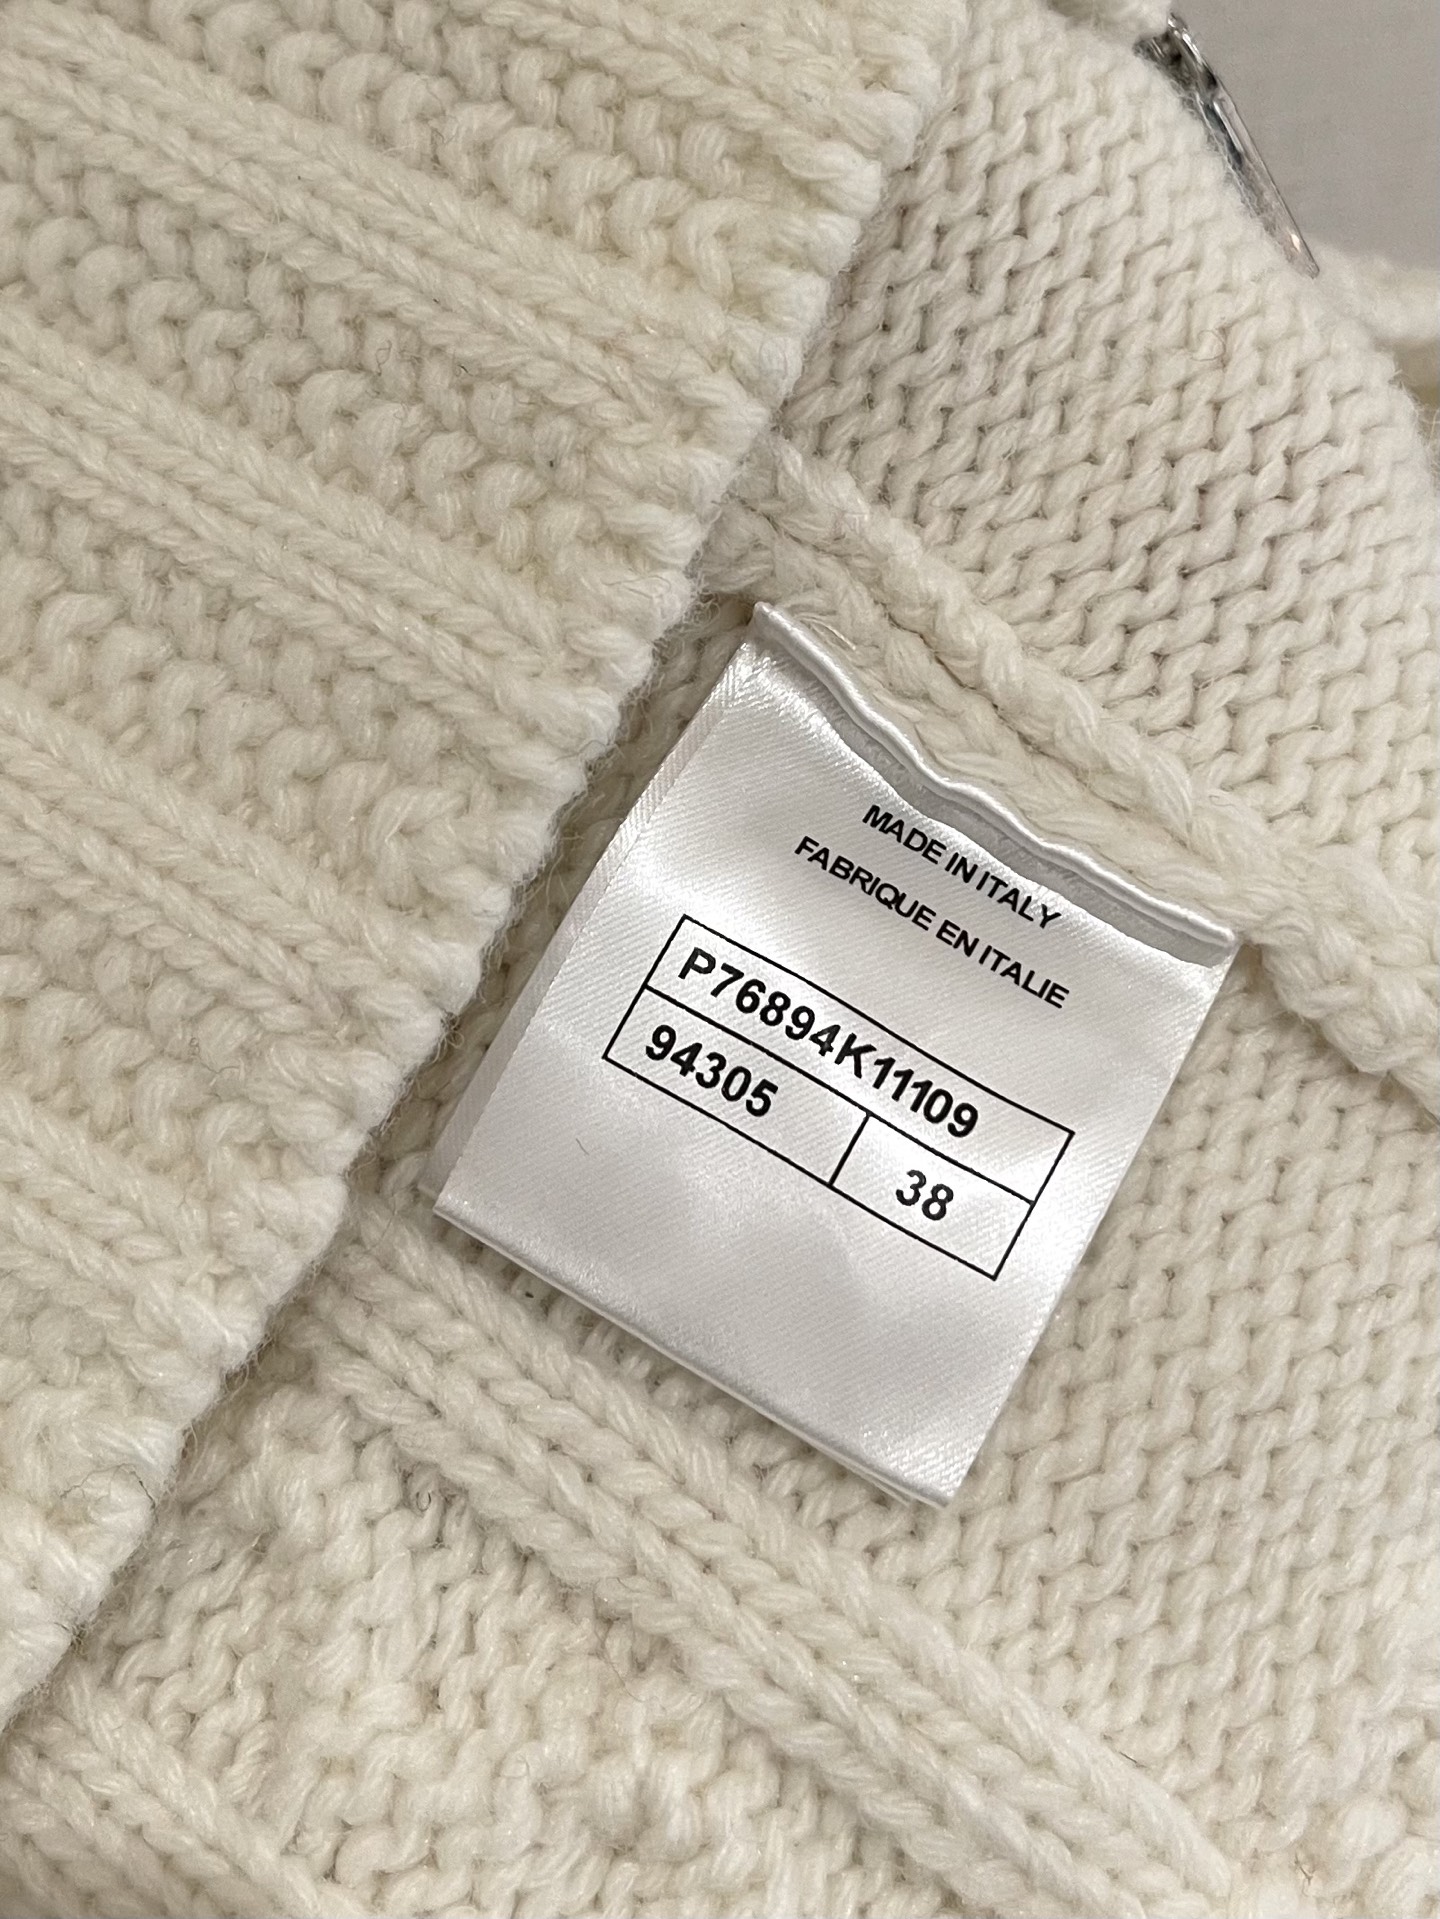 MADE IN ITALY
FABRIQUE EN ITALIE
P76894K11109
94305
38